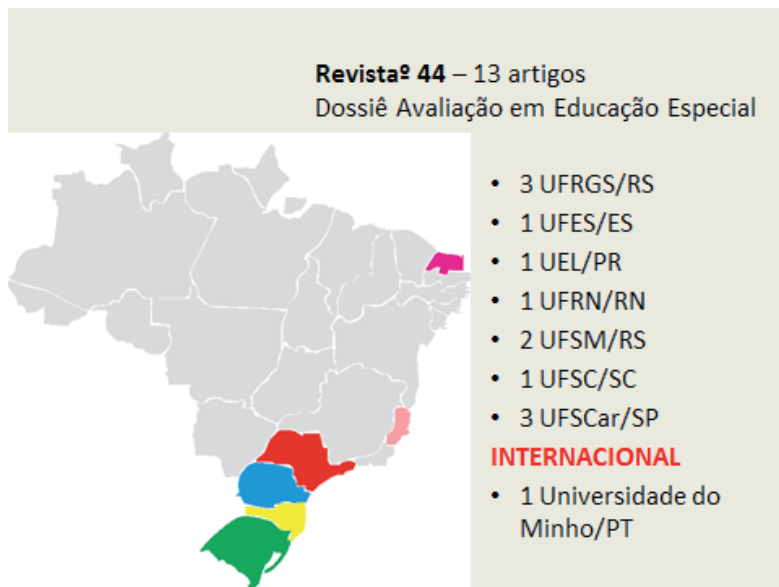 Revistaº 44 – 13 artigos
Dossiê Avaliação em Educação Especial
• 3 UFRGS/RS
• 1 UFES/ES
• 1 UEL/PR
• 1 UFRN/RN
• 2 UFSM/RS
• 1 UFSC/SC
• 3 UFSCar/SP
INTERNACIONAL
• 1 Universidade do
Minho/PT